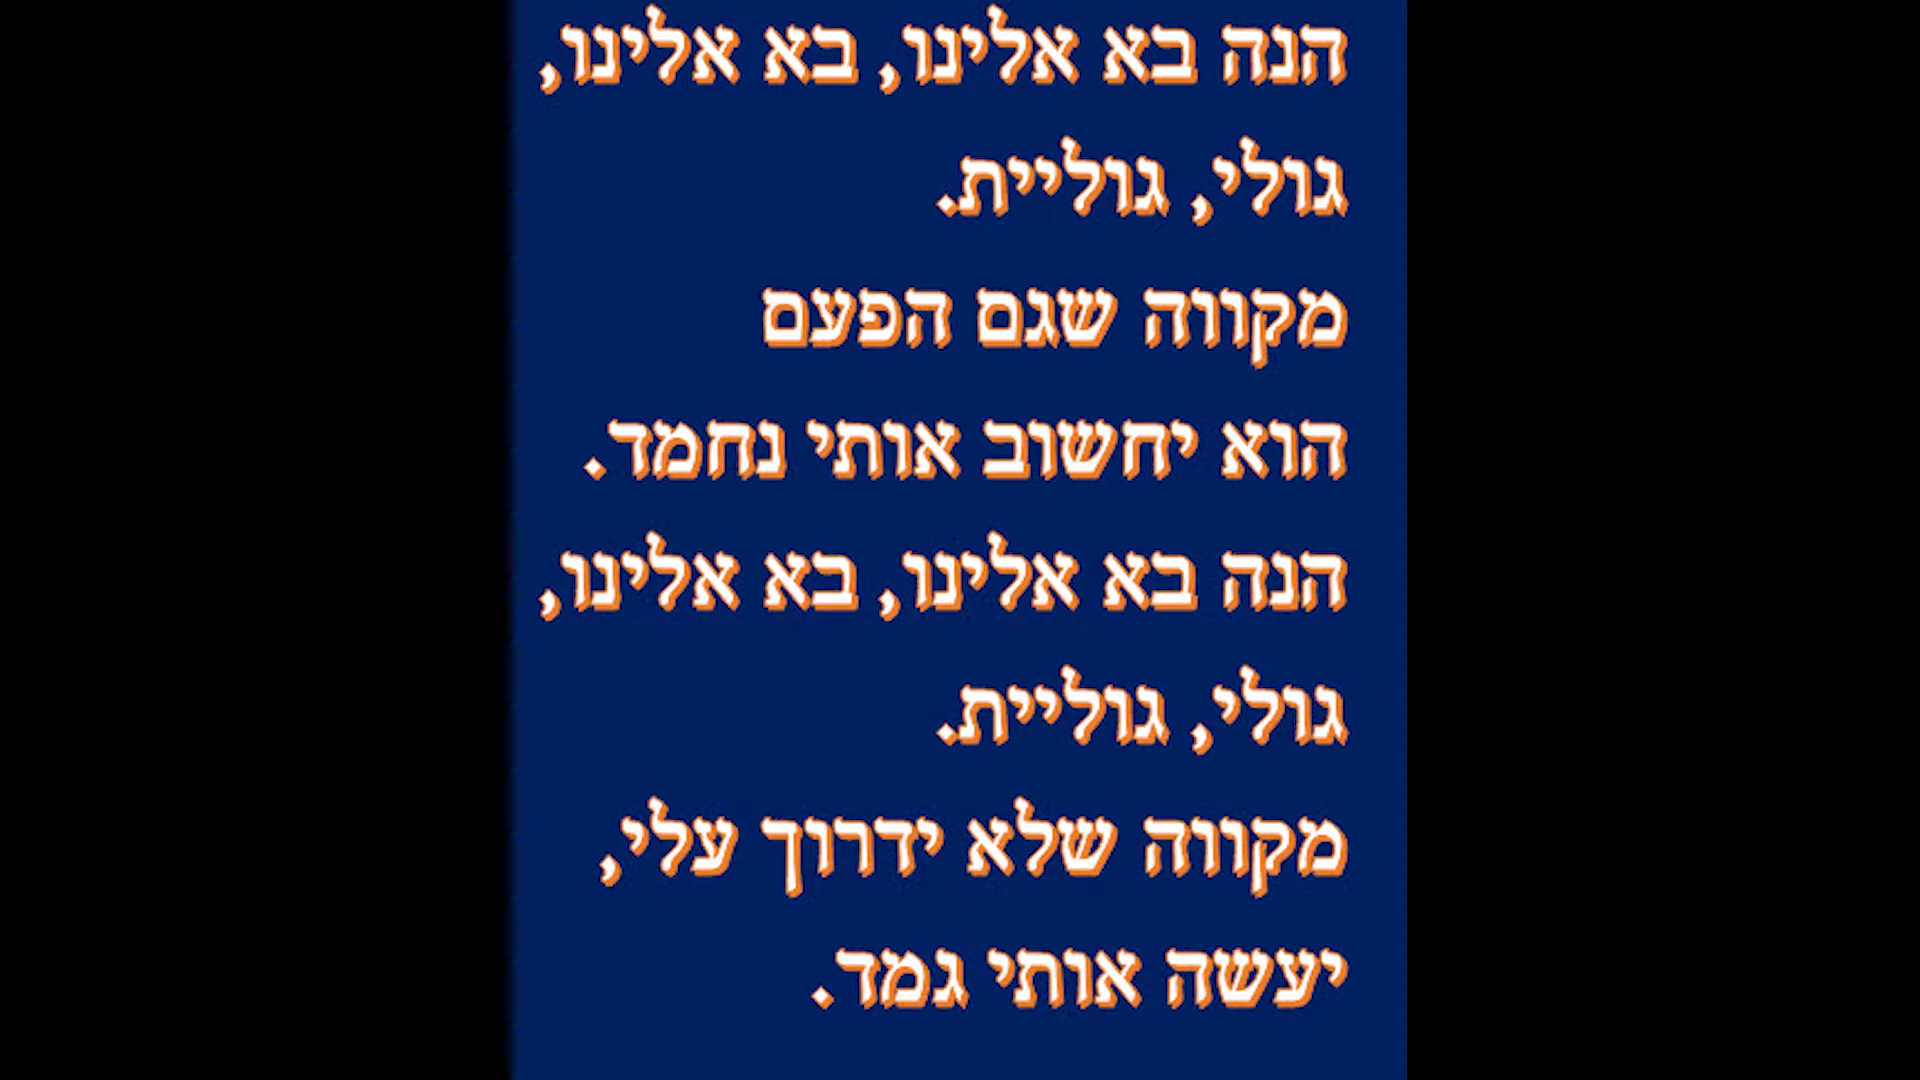 הנה בא אלינו, בא אלינו,
גולי, גוליית.
מקווה שגם הפעם
הוא יחשוב אותי נחמד.
הנה בא אלינו, בא אלינו,
גולי, גוליית.
מקווה שלא ידרוך עלי,
יעשה אותי גמד.